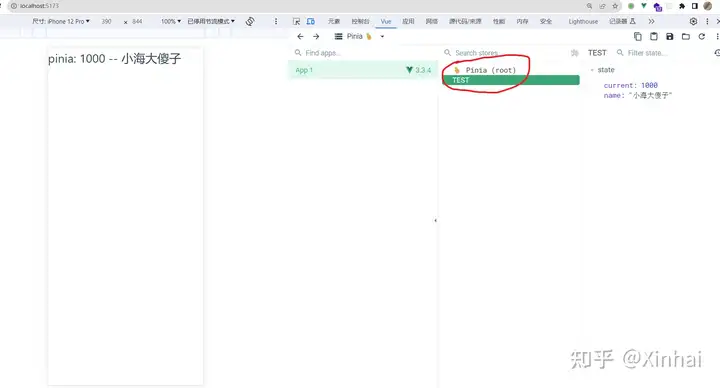 localhost:5173
尺寸: iPhone 12 Pro 390 × 844 100% 已停用节流模式
元素 控制台 Vue 应用 网络 源代码/来源 性能 内存 安全 Lighthouse 记录器
Pinia
Find apps...
Search stores
TEST Filter state...
App 1 3.3.4
Pinia (root)
TEST
state
current: 1000
name: "小海大傻子"
pinia: 1000 -- 小海大傻子
知乎 @Xinhai